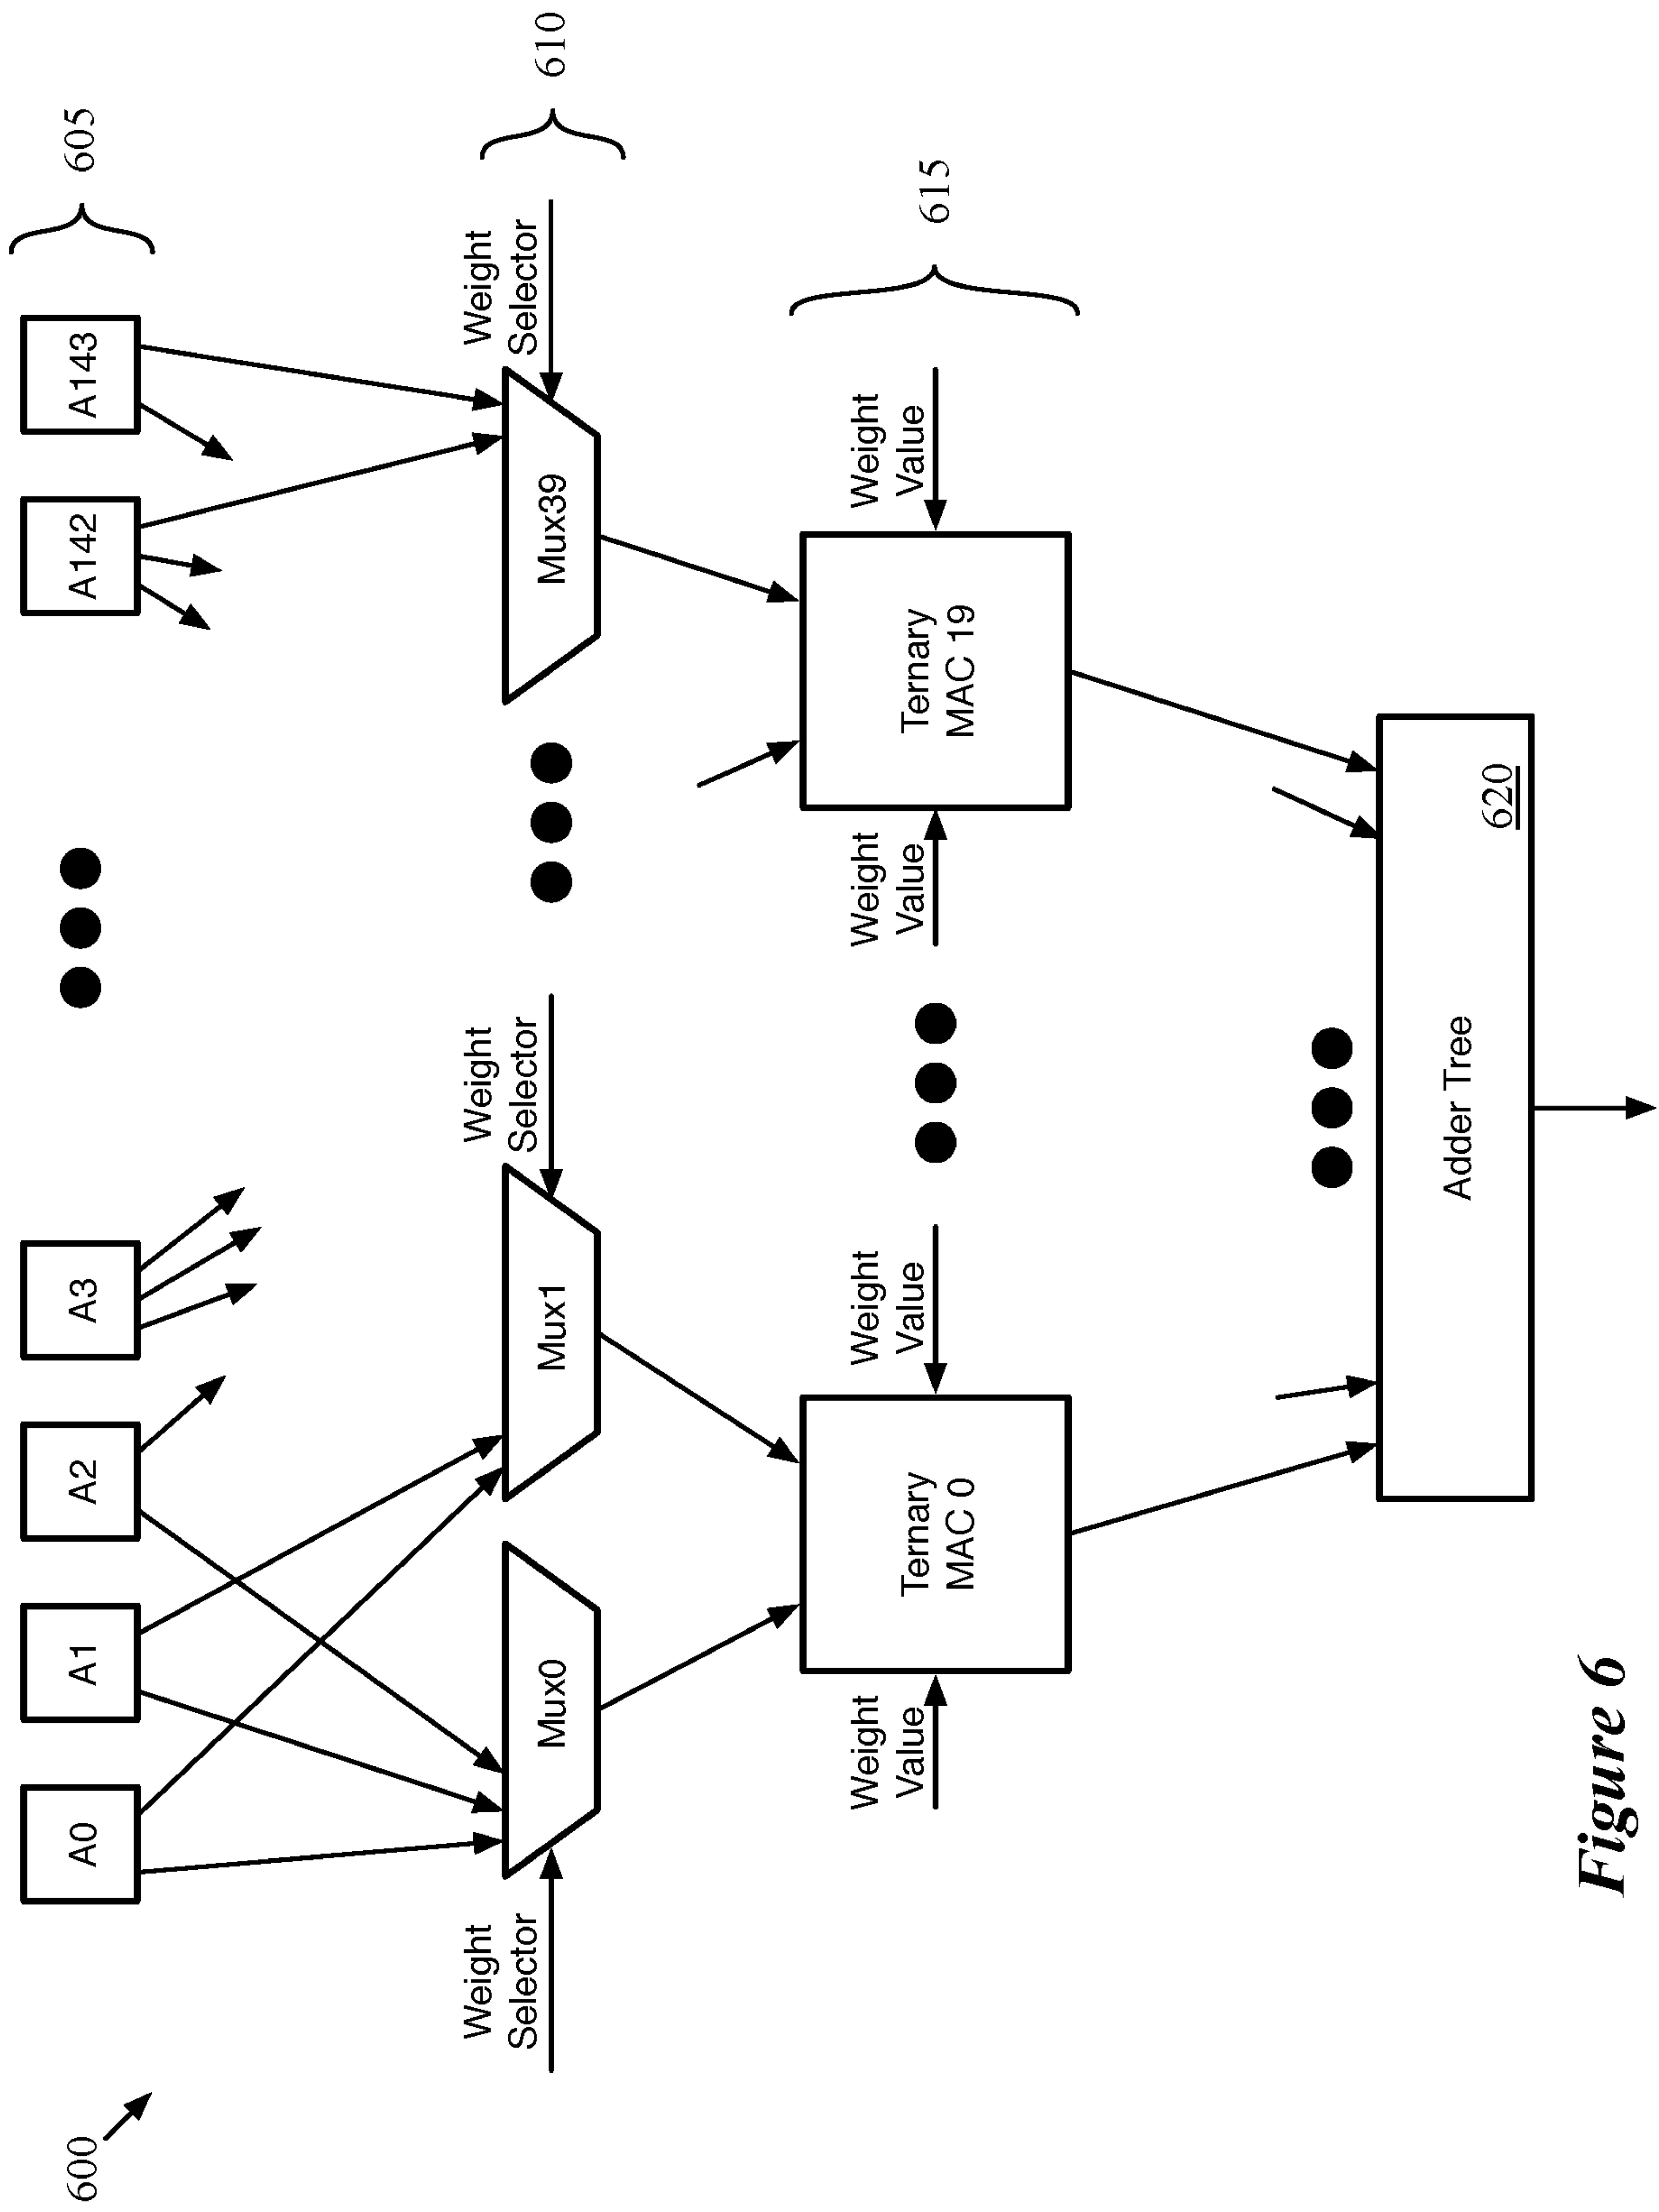 600
605
A0
A1
A2
A3
A142
A143
610
Weight
Selector
Mux0
Mux1
Weight
Selector
Mux39
Weight
Selector
615
Weight
Value
Ternary
MAC 0
Weight
Value
Weight
Value
Ternary
MAC 19
Weight
Value
Adder Tree
620
Figure 6